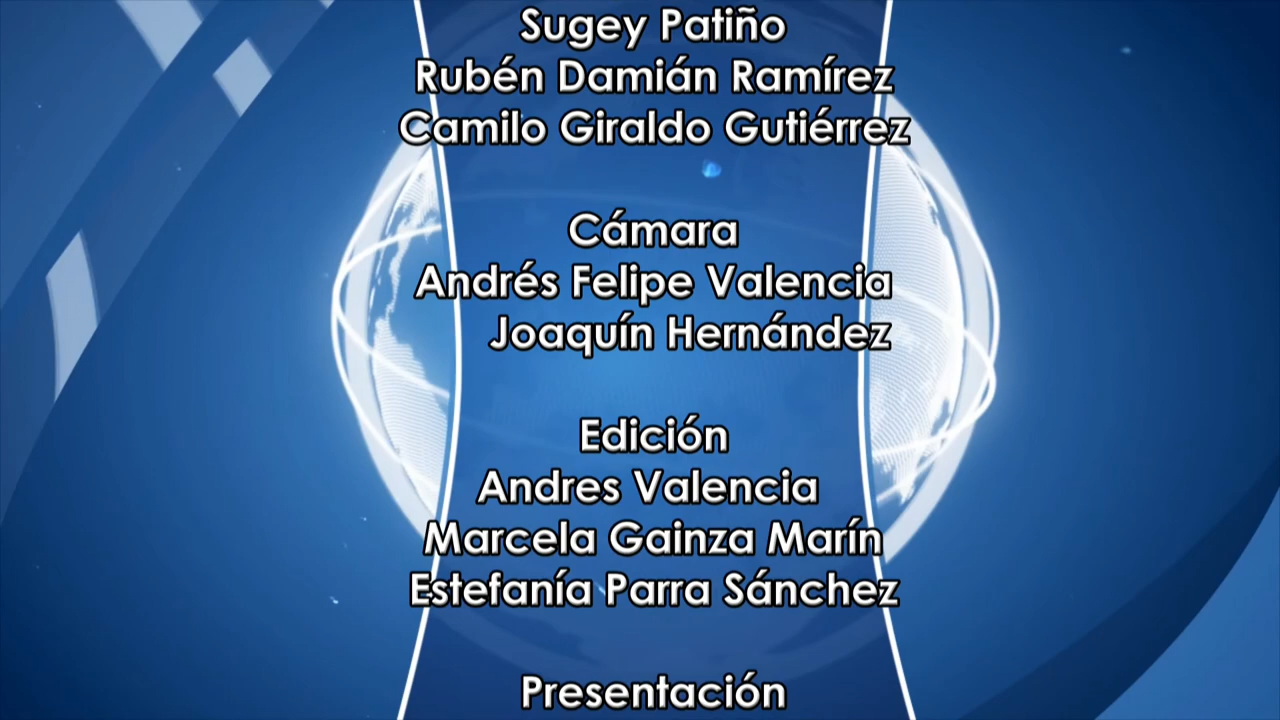 Sugey Patiño
Rubén Damián Ramírez
Camilo Giraldo Gutiérrez
Cámara
Andrés Felipe Valencia
Joaquín Hernández
Edición
Andres Valencia
Marcela Gainza Marín
Estefanía Parra Sánchez
Presentación